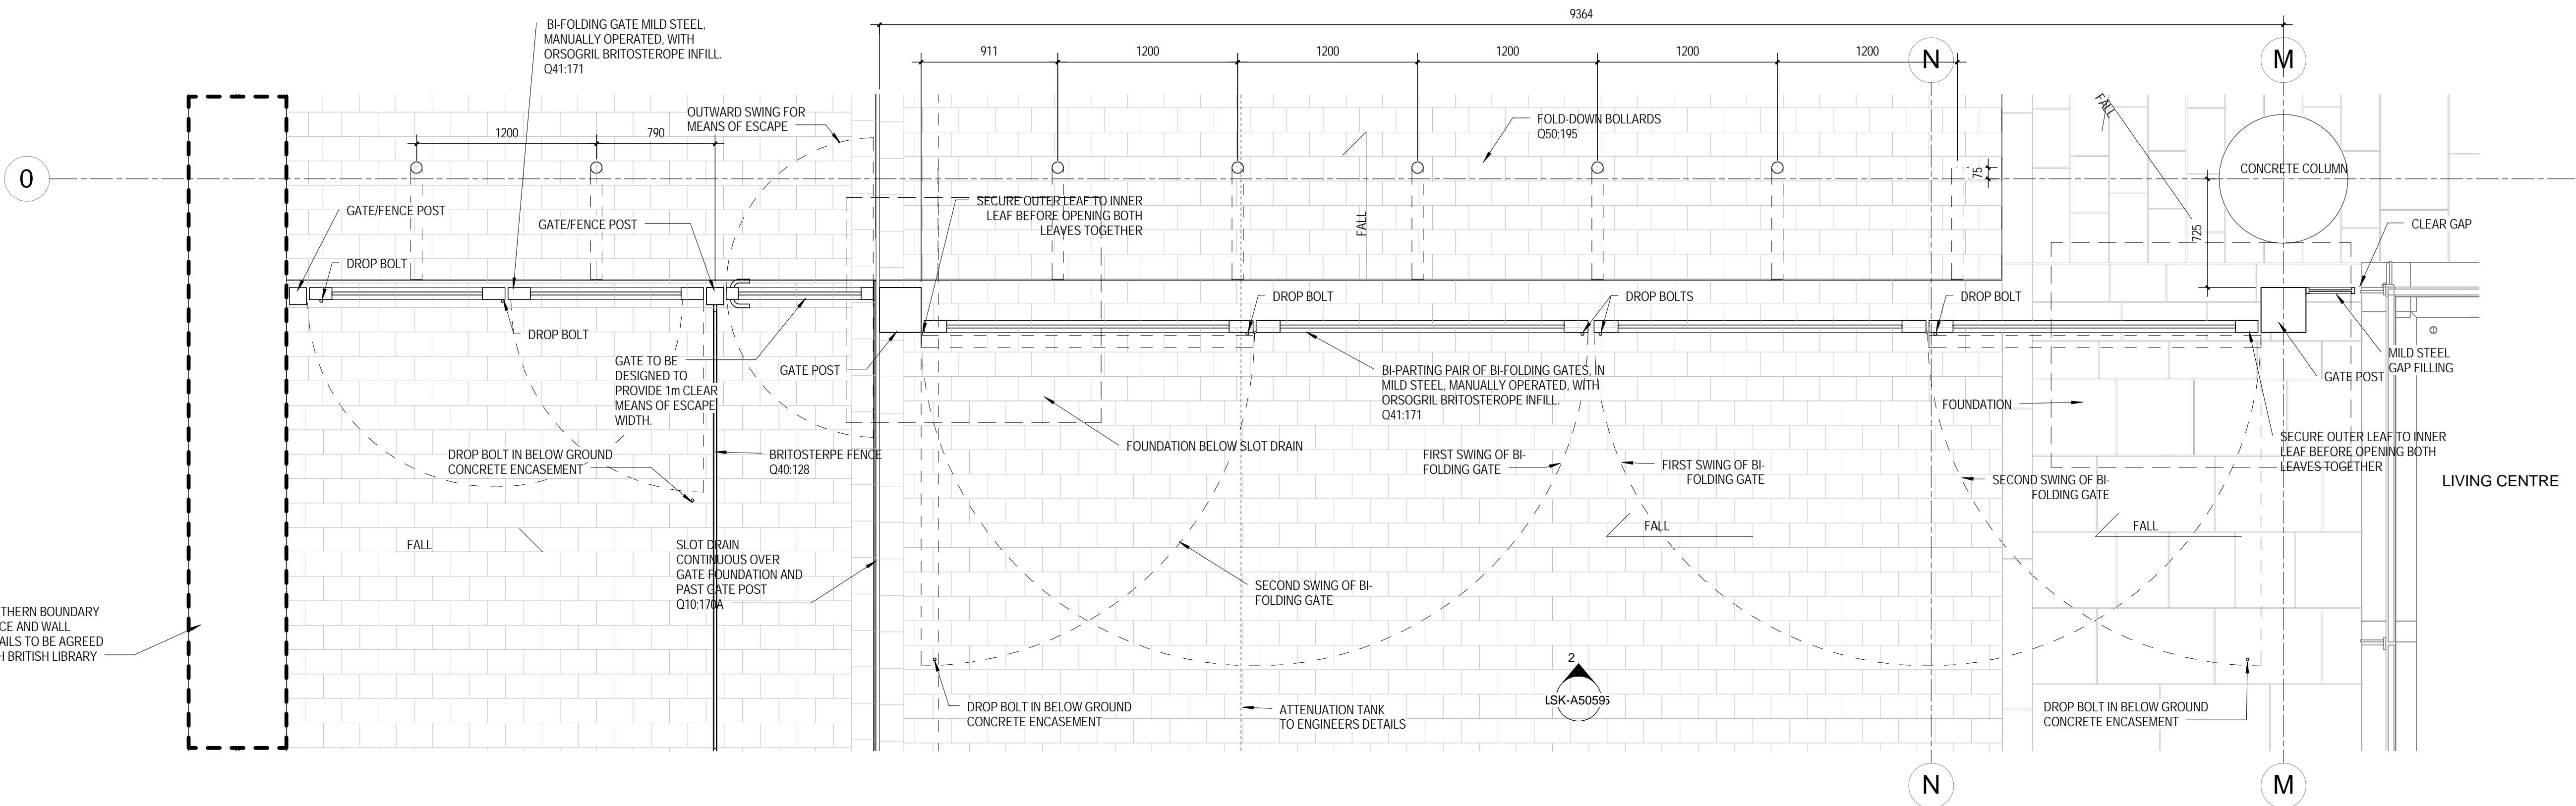 9364
BI-FOLDING GATE MILD STEEL,
MANUALLY OPERATED, WITH
ORSOGRIL BRITOSTEROPE INFILL.
Q41:171
911
1200
1200
1200
1200
1200
N
M
OUTWARD SWING FOR
MEANS OF ESCAPE
1200
790
FOLD-DOWN BOLLARDS
Q50:195
FALL
CONCRETE COLUMN
0
75
GATE/FENCE POST
GATE/FENCE POST
SECURE OUTER LEAF TO INNER
LEAF BEFORE OPENING BOTH
LEAVES TOGETHER
FALL
725
CLEAR GAP
DROP BOLT
DROP BOLT
DROP BOLT
DROP BOLTS
DROP BOLT
GATE TO BE
DESIGNED TO
PROVIDE 1m CLEAR
MEANS OF ESCAPE
WIDTH.
GATE POST
BI-PARTING PAIR OF BI-FOLDING GATES, IN
MILD STEEL, MANUALLY OPERATED, WITH
ORSOGRIL BRITOSTEROPE INFILL.
Q41:171
MILD STEEL
GAP FILLING
GATE POST
FOUNDATION
DROP BOLT IN BELOW GROUND
CONCRETE ENCASEMENT
BRITOSTERPE FENCE
Q40:128
FOUNDATION BELOW SLOT DRAIN
FIRST SWING OF BI-
FOLDING GATE
FIRST SWING OF BI-
FOLDING GATE
SECOND SWING OF BI-
FOLDING GATE
SECURE OUTER LEAF TO INNER
LEAF BEFORE OPENING BOTH
LEAVES TOGETHER
LIVING CENTRE
FALL
SLOT DRAIN
CONTINUOUS OVER
GATE FOUNDATION AND
PAST GATE POST
Q10:170A
FALL
FALL
SECOND SWING OF BI-
FOLDING GATE
THERN BOUNDARY
CE AND WALL
AILS TO BE AGREED
H BRITISH LIBRARY
2
LSK-A50595
DROP BOLT IN BELOW GROUND
CONCRETE ENCASEMENT
ATTENUATION TANK
TO ENGINEERS DETAILS
DROP BOLT IN BELOW GROUND
CONCRETE ENCASEMENT
N
M